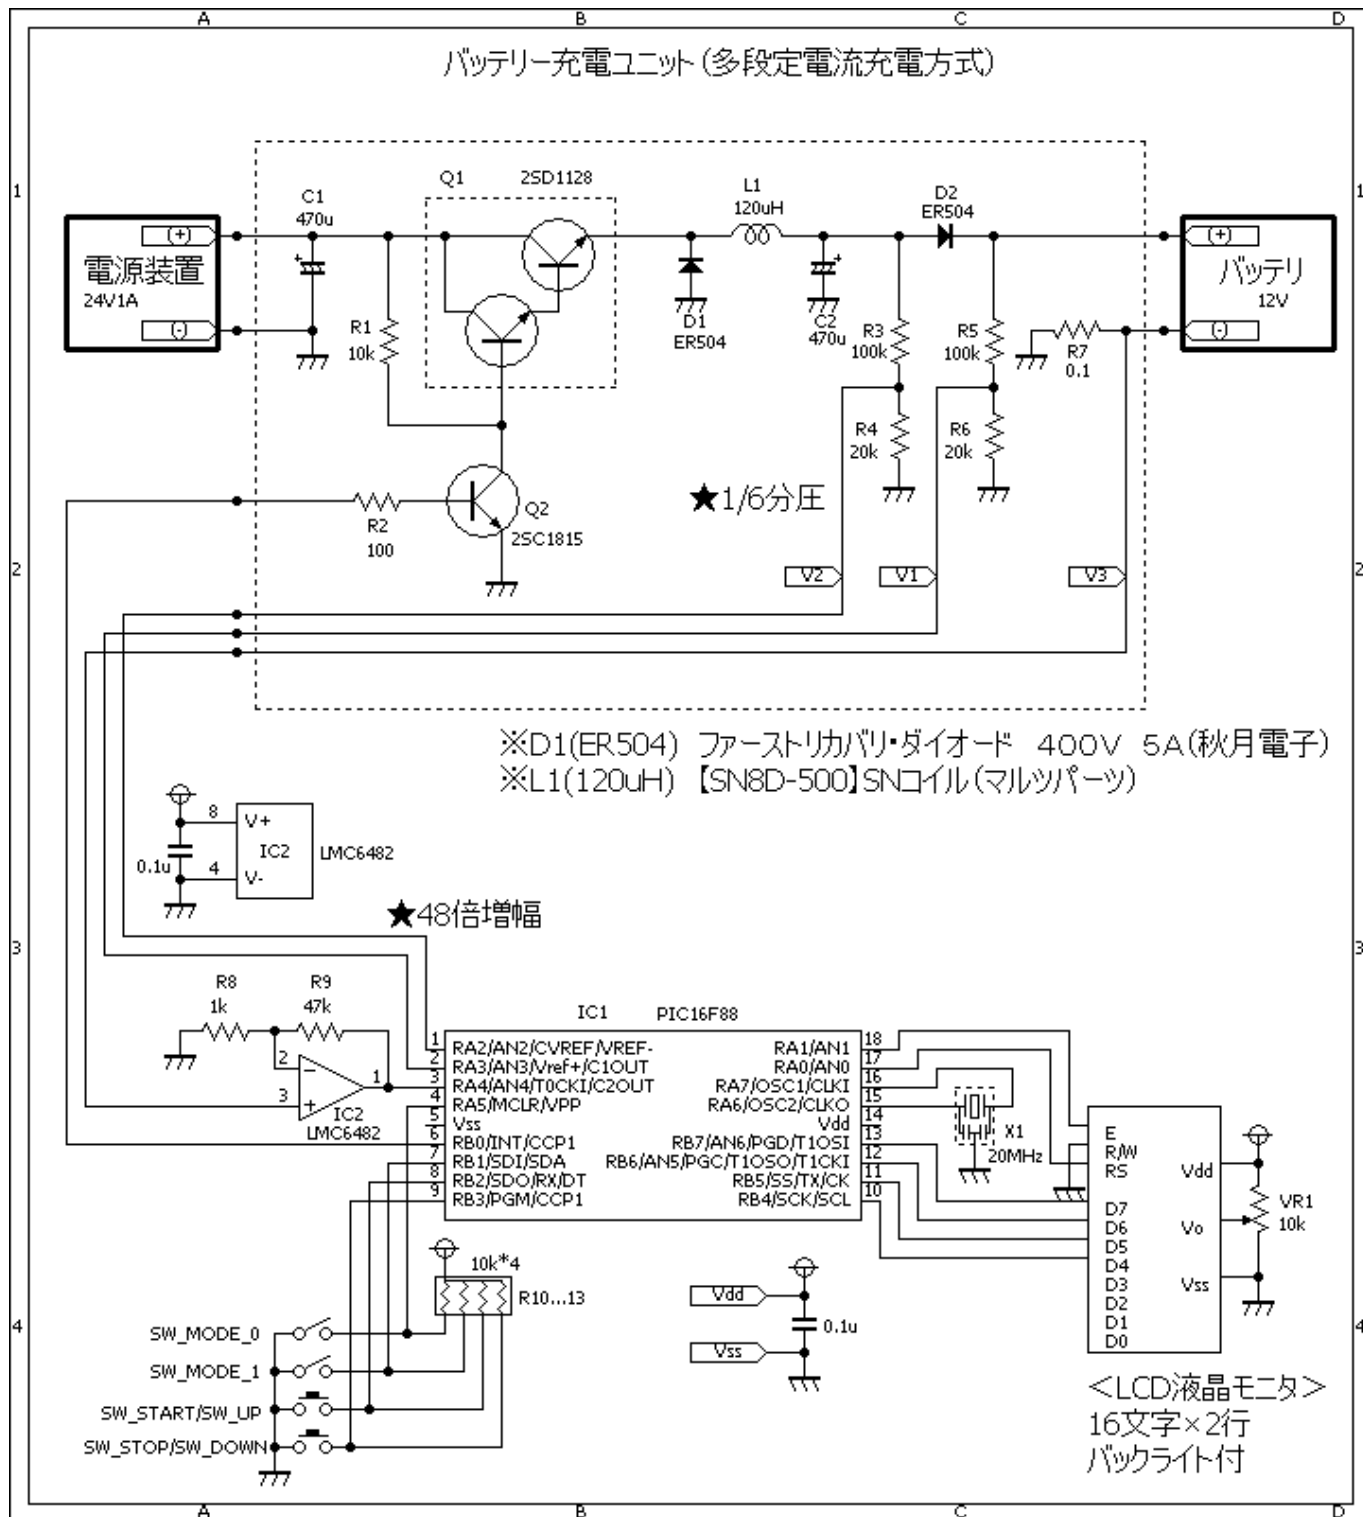 A B C D
バッテリー充電ユニット(多段定電流充電方式)
1 1
Q1 2SD1128
C1
470u
L1
120uH
D2
ER504
(+)
電源装置
24V1A
(-)
(+)
バッテリ
12V
(-)
R1
10k
D1
ER504
C2
470u
R3
100k
R5
100k
R7
0.1
R4
20k
R6
20k
★1/6分圧
R2
100
Q2
2SC1815
2 2
V2 V1 V3
※D1(ER504) ファーストリカバリ・ダイオード 400V 5A(秋月電子)
※L1(120uH) 【SN8D-500】SNコイル(マルツパーツ)
8 V+
IC2 LMC6482
0.1u
4 V-
★48倍増幅
3 3
R8
1k
R9
47k
2 -
1
3 +
IC2
LMC6482
IC1 PIC16F88
1 RA2/AN2/CVREF/VREF- RA1/AN1 18
2 RA3/AN3/Vref+/C1OUT RA0/AN0 17
3 RA4/AN4/T0CKI/C2OUT RA7/OSC1/CLKI 16
4 RA5/MCLR/VPP RA6/OSC2/CLKO 15
5 Vss Vdd 14
6 RB0/INT/CCP1 RB7/AN6/PGD/T1OSI 13
7 RB1/SDI/SDA RB6/AN5/PGC/T1OSO/T1CKI 12
8 RB2/SDO/RX/DT RB5/SS/TX/CK 11
9 RB3/PGM/CCP1 RB4/SCK/SCL 10
X1
20MHz
E
R/W
RS
D7
D6
D5
D4
D3
D2
D1
D0
Vdd
Vo
Vss
VR1
10k
10k*4
R10...13
Vdd
0.1u
Vss
4 4
SW_MODE_0
SW_MODE_1
SW_START/SW_UP
SW_STOP/SW_DOWN
<LCD液晶モニタ>
16文字×2行
バックライト付
A B C D